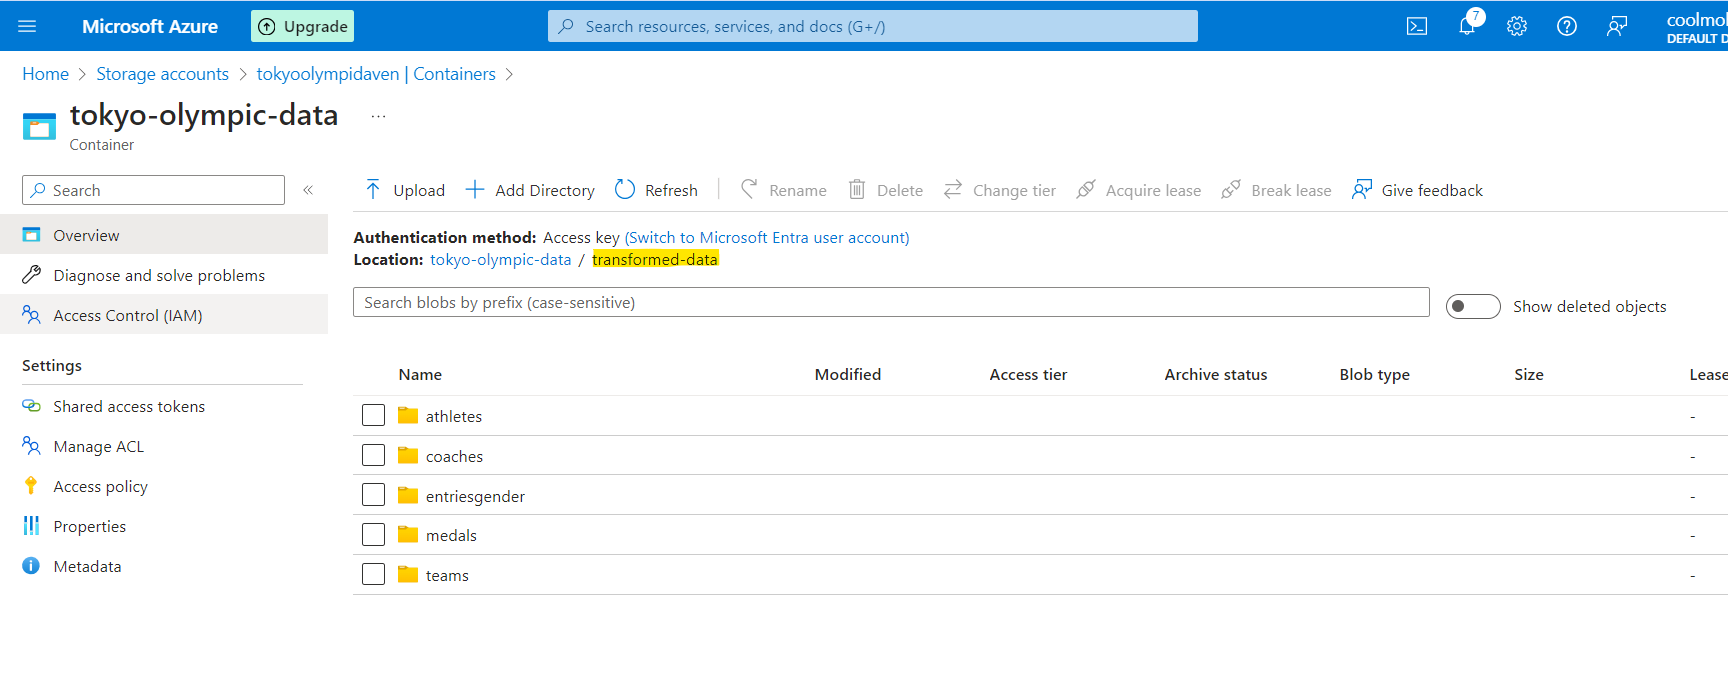 Microsoft Azure
Upgrade
Search resources, services, and docs (G+/)
7
DEFAULT
Home > Storage accounts > tokyoolympidaven | Containers >
tokyo-olympic-data ...
Container
Search «
Upload
Add Directory
Refresh
Rename
Delete
Change tier
Acquire lease
Break lease
Give feedback
Overview
Diagnose and solve problems
Access Control (IAM)
Settings
Shared access tokens
Manage ACL
Access policy
Properties
Metadata
Authentication method: Access key (Switch to Microsoft Entra user account)
Location: tokyo-olympic-data / transformed-data
Search blobs by prefix (case-sensitive)
Show deleted objects
Name Modified Access tier Archive status Blob type Size Lease
athletes -
coaches -
entriesgender -
medals -
teams -